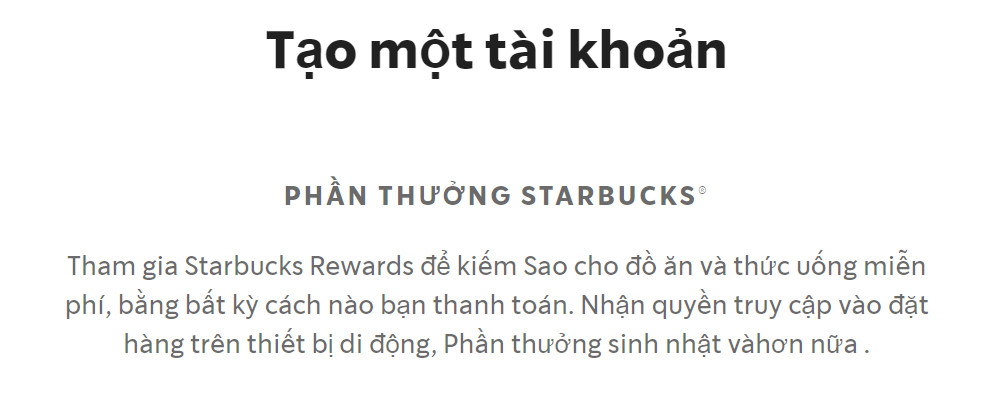 Tạo một tài khoản
PHẦN THƯỞNG STARBUCKS®
Tham gia Starbucks Rewards để kiếm Sao cho đồ ăn và thức uống miễn
phí, bằng bất kỳ cách nào bạn thanh toán. Nhận quyền truy cập vào đặt
hàng trên thiết bị di động, Phần thưởng sinh nhật vàhơn nữa .